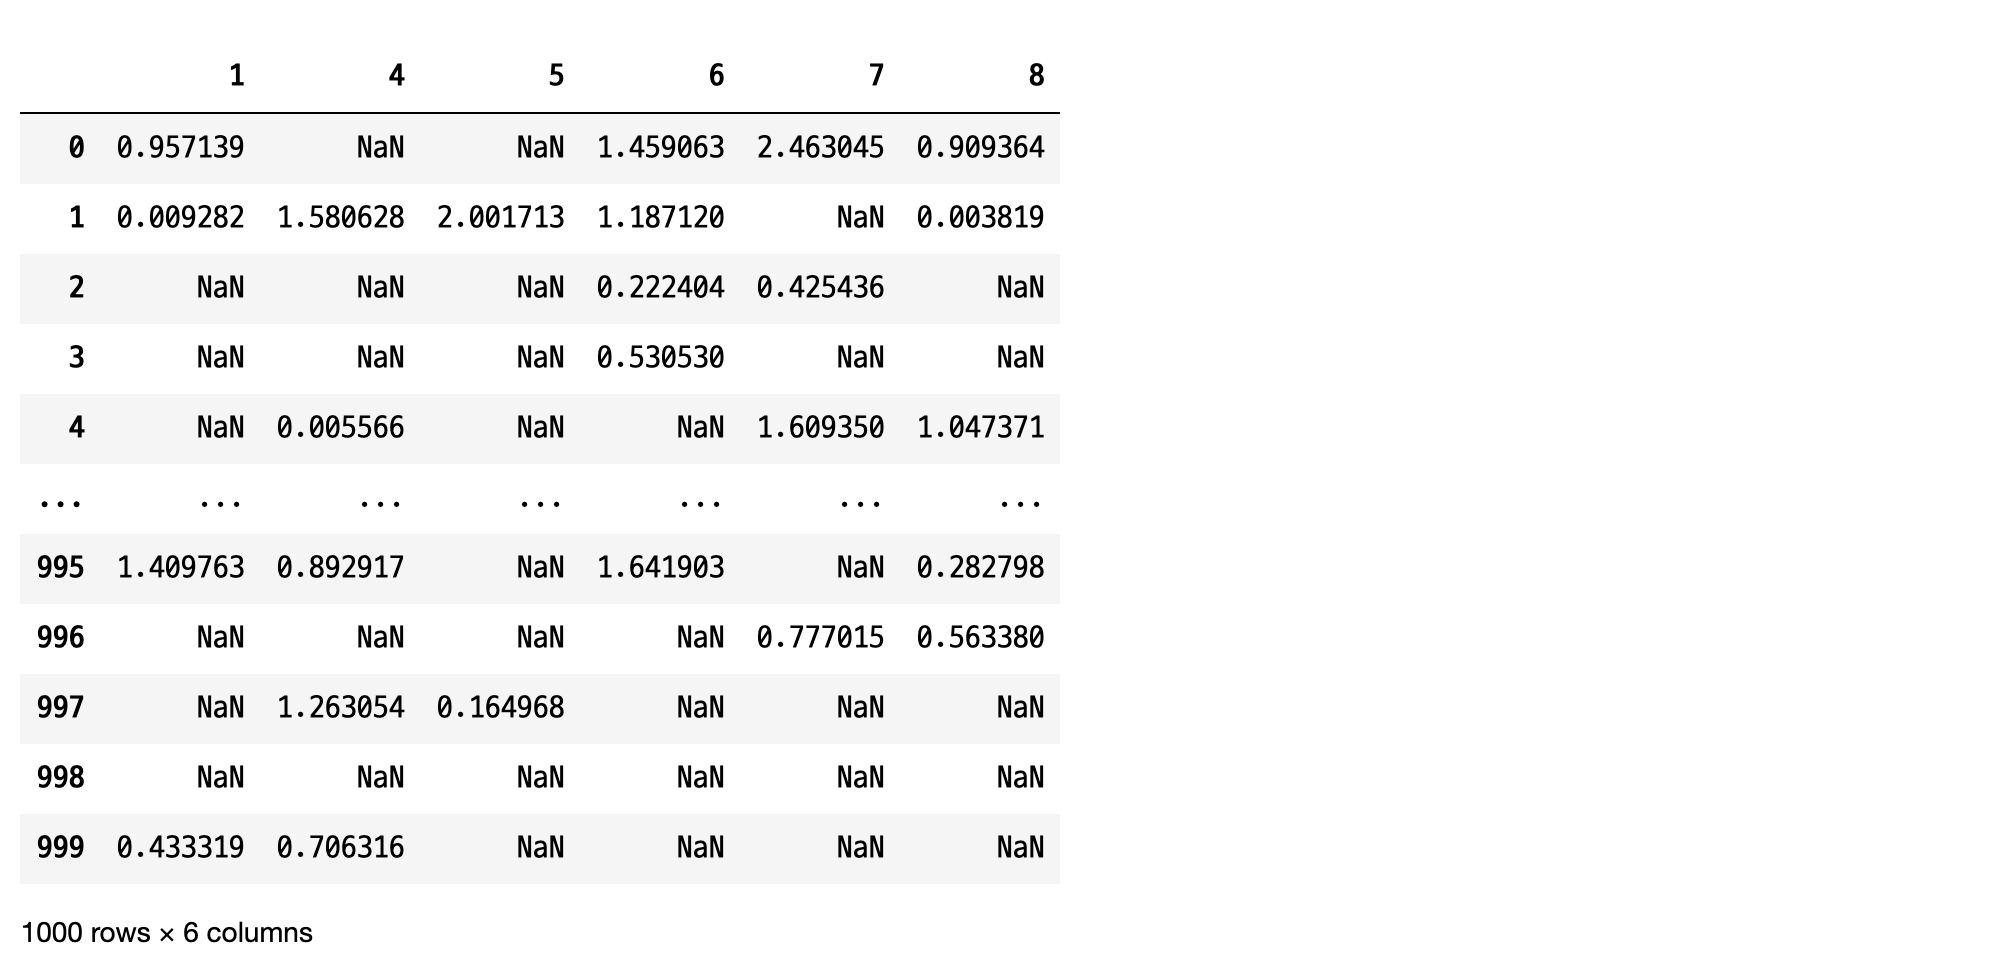 1 4 5 6 7 8
0 0.957139 NaN NaN 1.459063 2.463045 0.909364
1 0.009282 1.580628 2.001713 1.187120 NaN 0.003819
2 NaN NaN NaN 0.222404 0.425436 NaN
3 NaN NaN NaN 0.530530 NaN NaN
4 NaN 0.005566 NaN NaN 1.609350 1.047371
... ... ... ... ... ... ...
995 1.409763 0.892917 NaN 1.641903 NaN 0.282798
996 NaN NaN NaN NaN 0.777015 0.563380
997 NaN 1.263054 0.164968 NaN NaN NaN
998 NaN NaN NaN NaN NaN NaN
999 0.433319 0.706316 NaN NaN NaN NaN
1000 rows × 6 columns